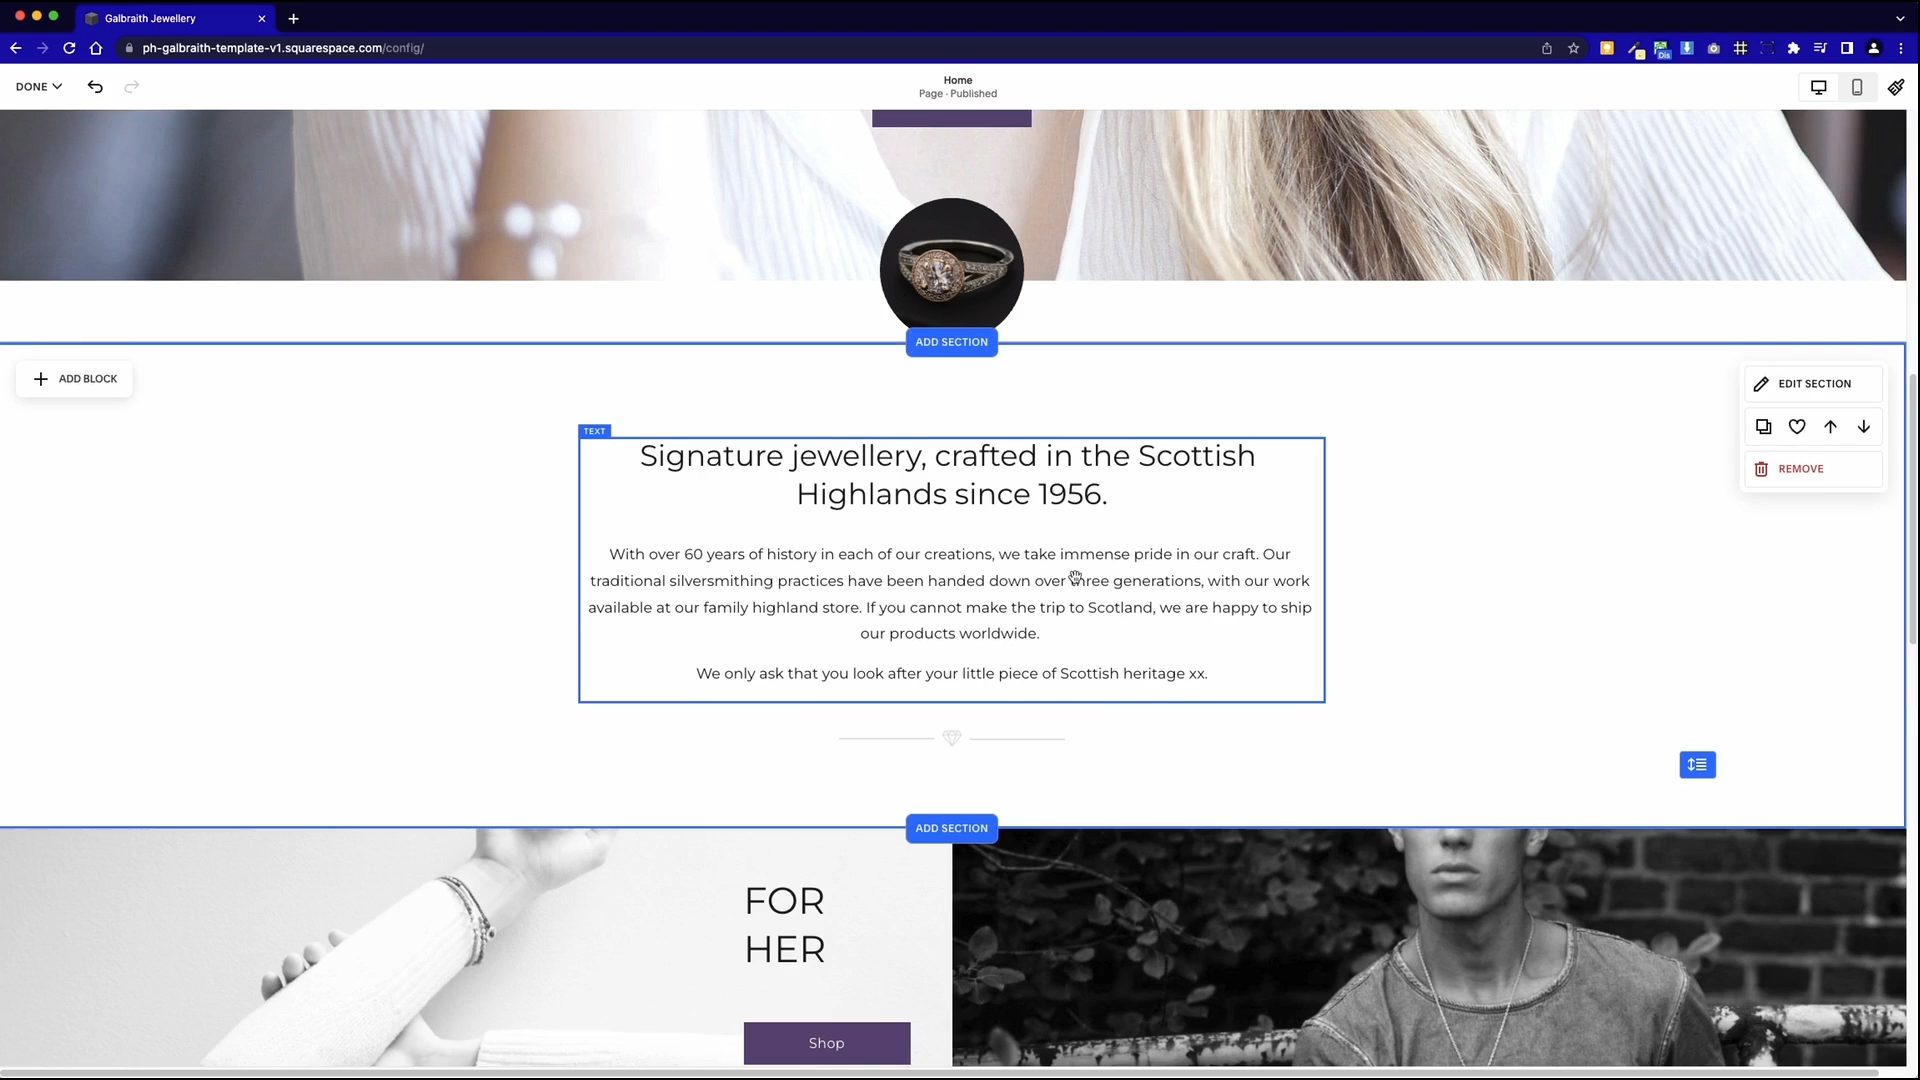 Galbraith Jewellery
ph-galbraith-template-v1.squarespace.com/config/
Dis
DONE
Home
Page · Published
ADD SECTION
ADD BLOCK
EDIT SECTION
REMOVE
TEXT
Signature jewellery, crafted in the Scottish
Highlands since 1956.
With over 60 years of history in each of our creations, we take immense pride in our craft. Our
traditional silversmithing practices have been handed down over three generations, with our work
available at our family highland store. If you cannot make the trip to Scotland, we are happy to ship
our products worldwide.
We only ask that you look after your little piece of Scottish heritage xx.
ADD SECTION
FOR
HER
Shop